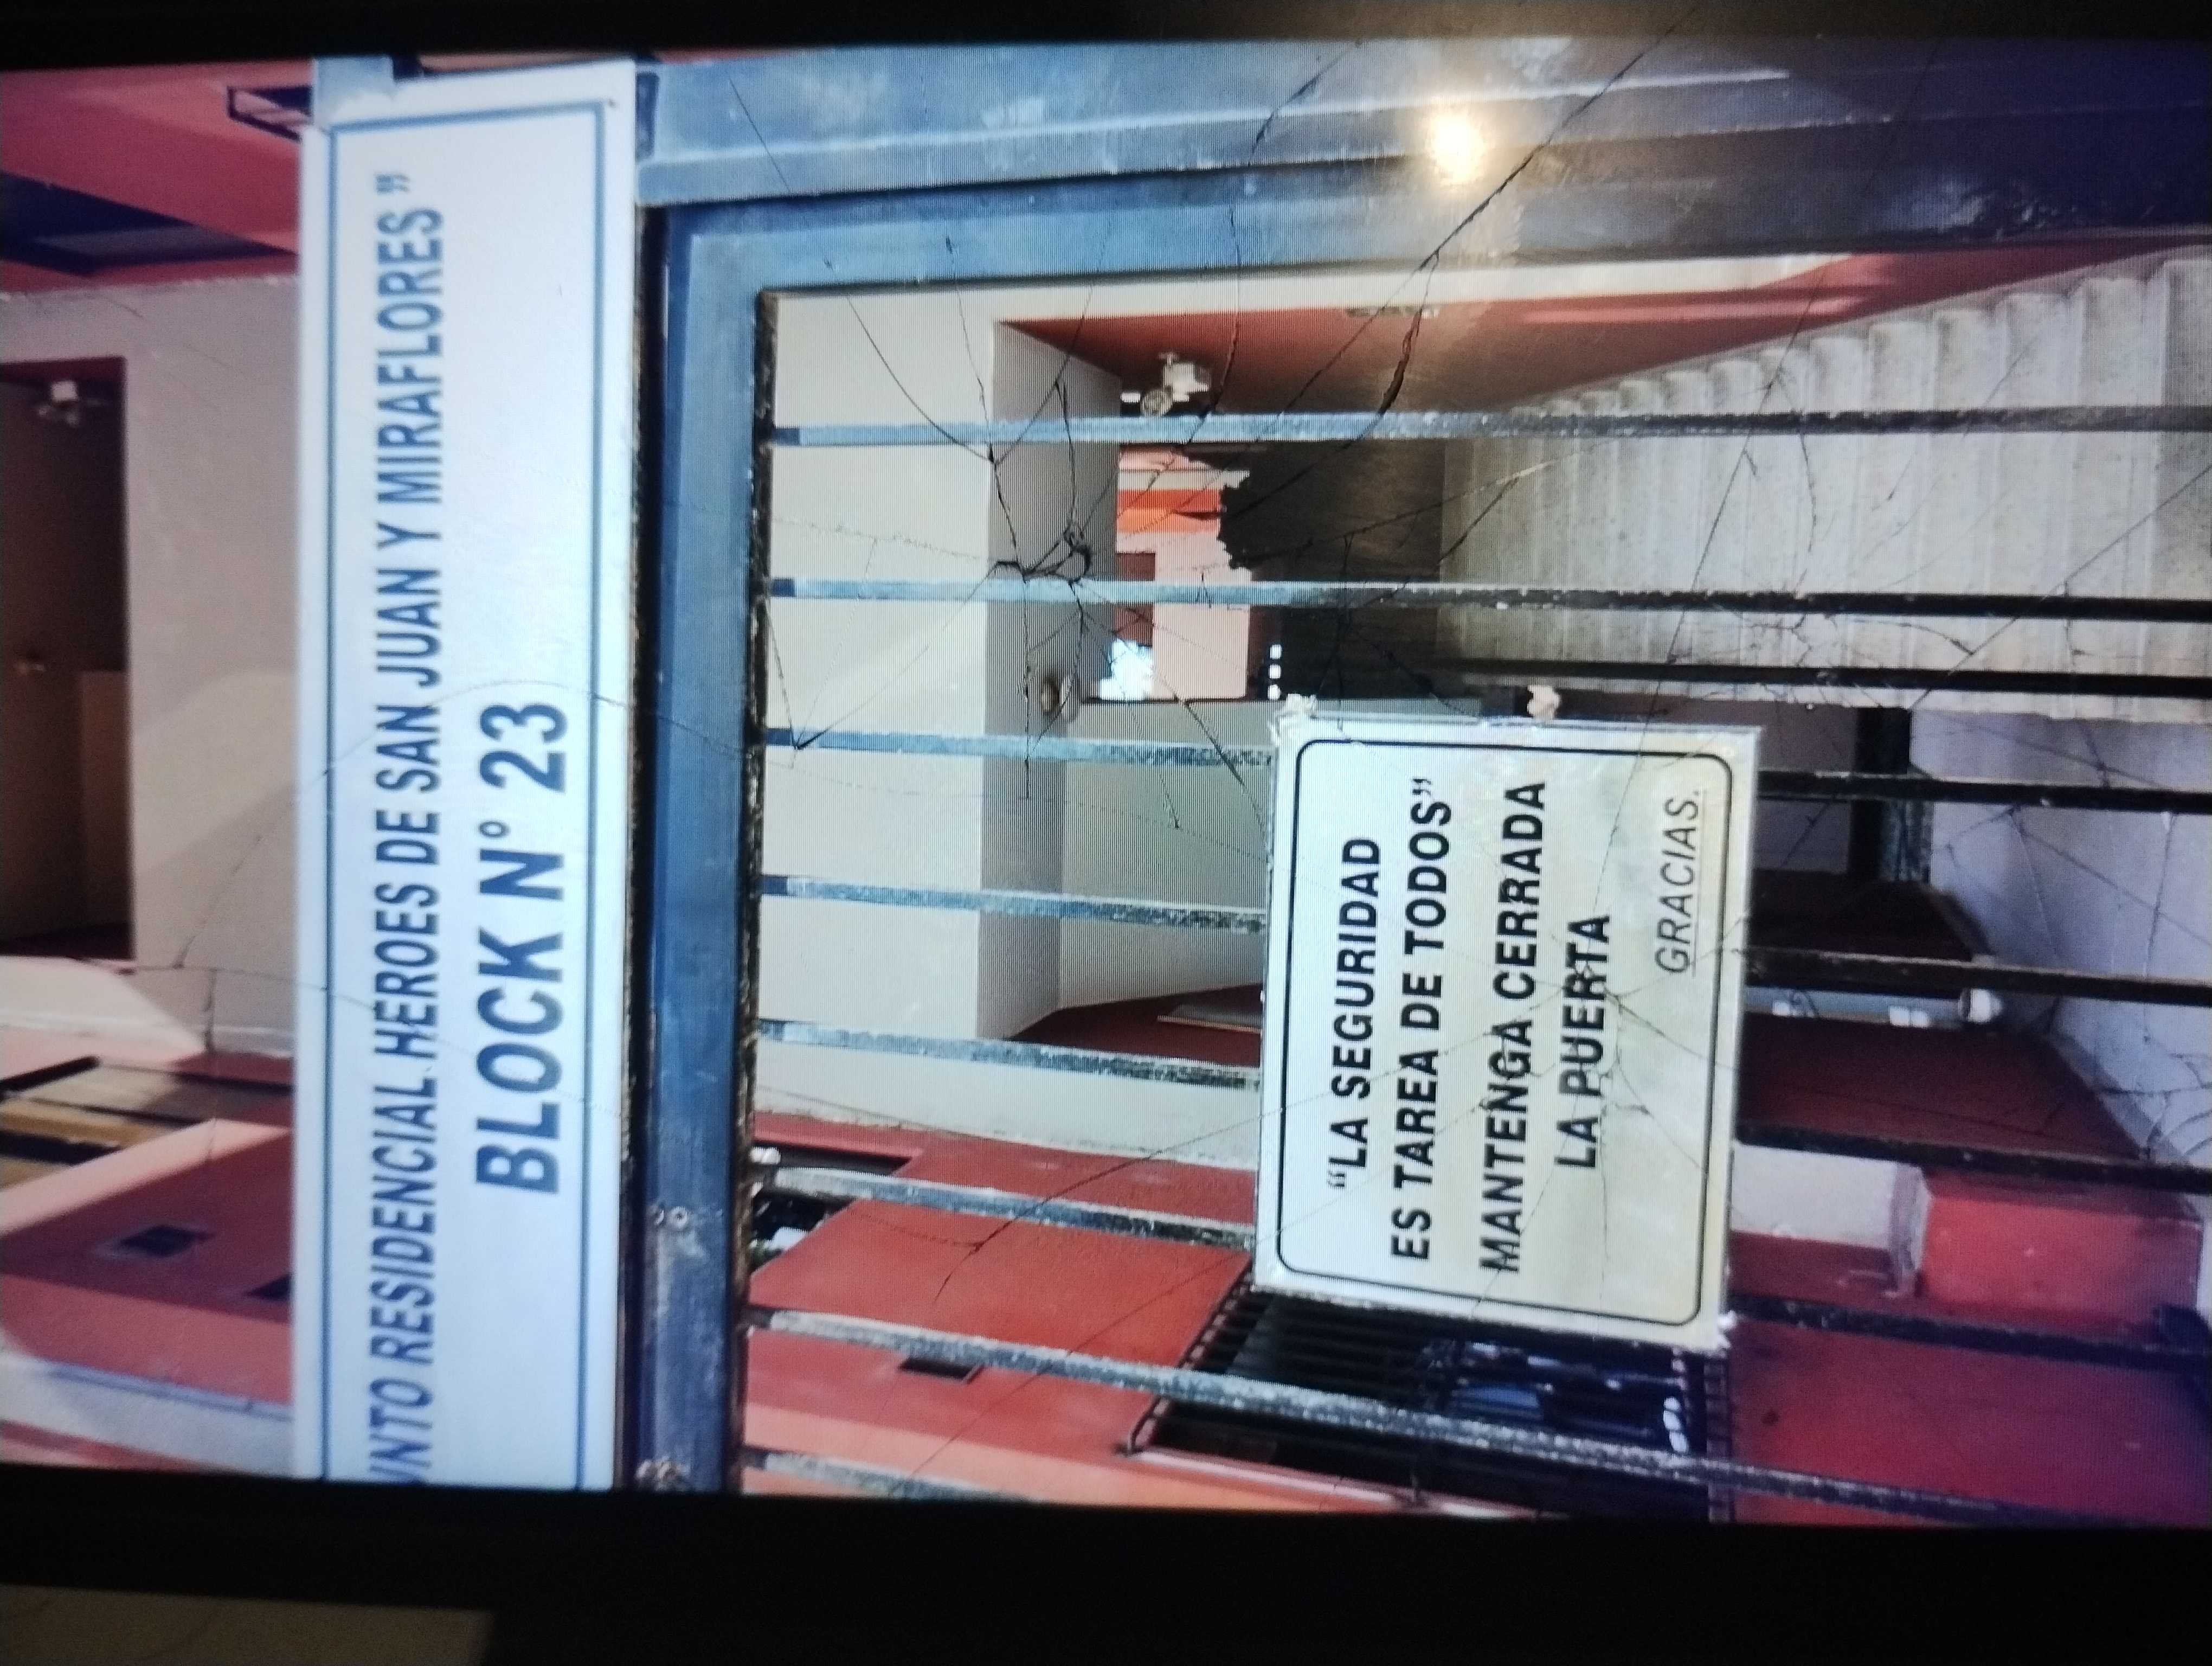 RESIDENCIAL HEROES DE SAN JUAN Y MIRAFLORES”
BLOCK N° 23
“LA SEGURIDAD
ES TAREA DE TODOS”
MANTENGA CERRADA
LA PUERTA
GRACIAS.